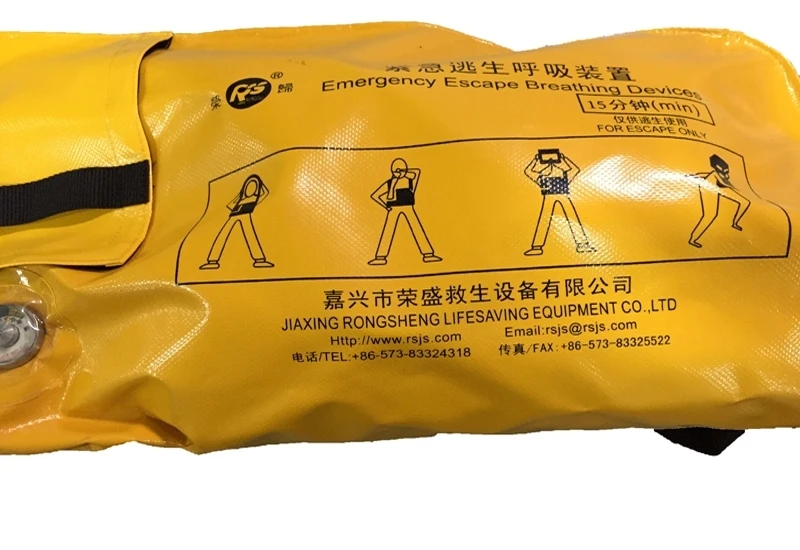 紧急逃生呼吸装置
Emergency Escape Breathing Devices
RSJS ®
15分钟(min)
仅供逃生使用
FOR ESCAPE ONLY
嘉兴市荣盛救生设备有限公司
JIAXING RONGSHENG LIFESAVING EQUIPMENT CO.,LTD
Http://www.rsjs.com Email:rsjs@rsjs.com
电话/TEL:+86-573-83324318 传真/FAX:+86-573-83325522